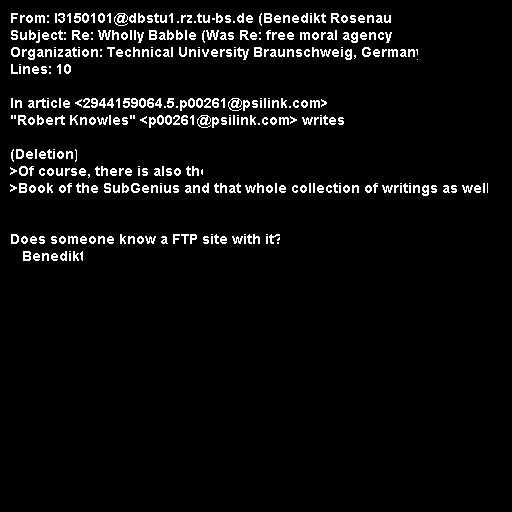 From: I3150101@dbstu1.rz.tu-bs.de (Benedikt Rosenau
Subject: Re: Wholly Babble (Was Re: free moral agency
Organization: Technical University Braunschweig, Germany
Lines: 10
In article <2944159064.5.p00261@psilink.com>
"Robert Knowles" <p00261@psilink.com> writes
(Deletion)
>Of course, there is also the
>Book of the SubGenius and that whole collection of writings as well
Does someone know a FTP site with it?
Benedikt